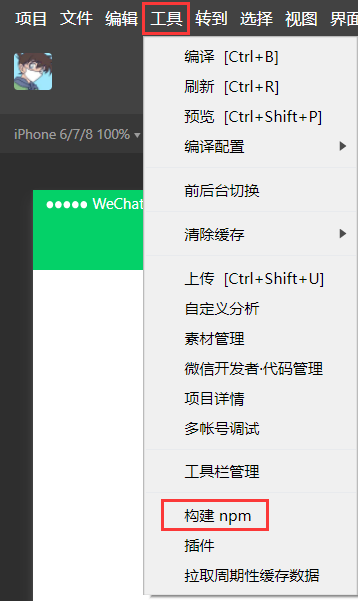 项目 文件 编辑 工具 转到 选择 视图 界面
iPhone 6/7/8 100%
WeChat
编译 [Ctrl+B]
刷新 [Ctrl+R]
预览 [Ctrl+Shift+P]
编译配置
前后台切换
清除缓存
上传 [Ctrl+Shift+U]
自定义分析
素材管理
微信开发者·代码管理
项目详情
多帐号调试
工具栏管理
构建 npm
插件
拉取周期性缓存数据